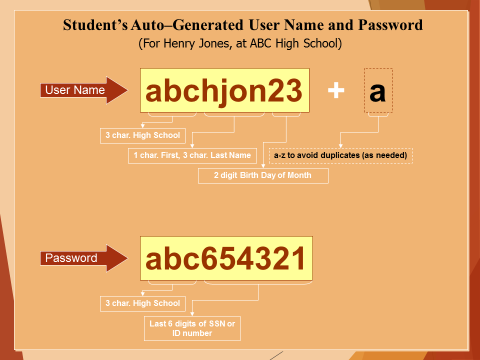 Student's Auto–Generated User Name and Password
(For Henry Jones, at ABC High School)
User Name
abchjon23 + a
3 char. High School
1 char. First, 3 char. Last Name
a-z to avoid duplicates (as needed)
2 digit Birth Day of Month
Password
abc654321
3 char. High School
Last 6 digits of SSN or
ID number